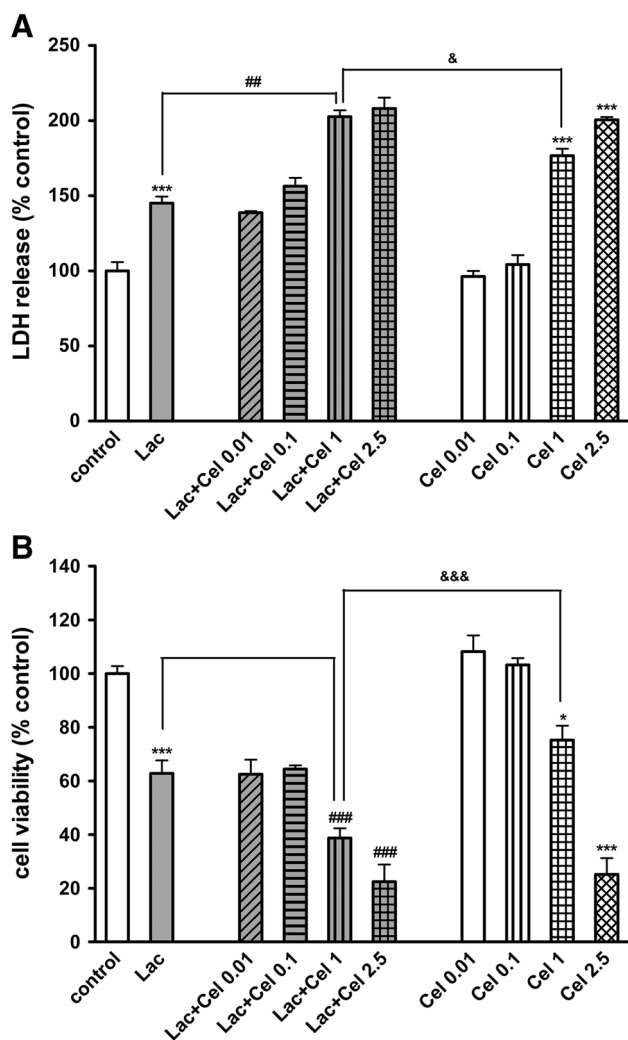 A
LDH release (% control)
250
200
150
100
50
0
***
##
&
***
***
control
Lac
Lac+Cel 0.01
Lac+Cel 0.1
Lac+Cel 1
Lac+Cel 2.5
Cel 0.01
Cel 0.1
Cel 1
Cel 2.5
B
cell viability (% control)
140
120
100
80
60
40
20
0
***
###
###
&&&
*
***
control
Lac
Lac+Cel 0.01
Lac+Cel 0.1
Lac+Cel 1
Lac+Cel 2.5
Cel 0.01
Cel 0.1
Cel 1
Cel 2.5